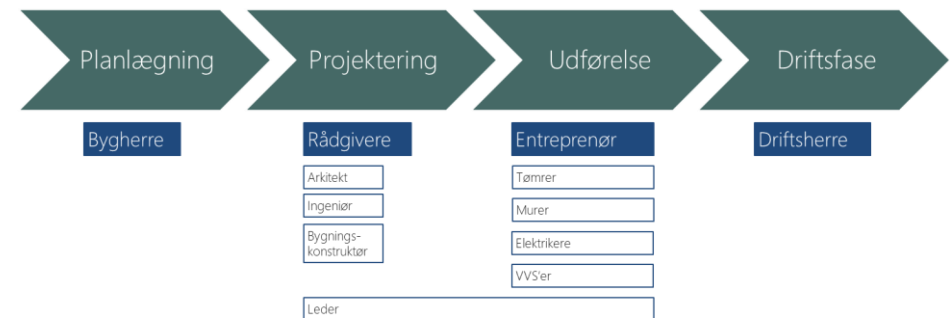 Planlægning
Projektering
Udførelse
Driftsfase
Bygherre
Rådgivere
Entreprenør
Driftsherre
Arkitekt
Ingeniør
Bygnings-
konstruktør
Tømrer
Murer
Elektrikere
VVS'er
Leder